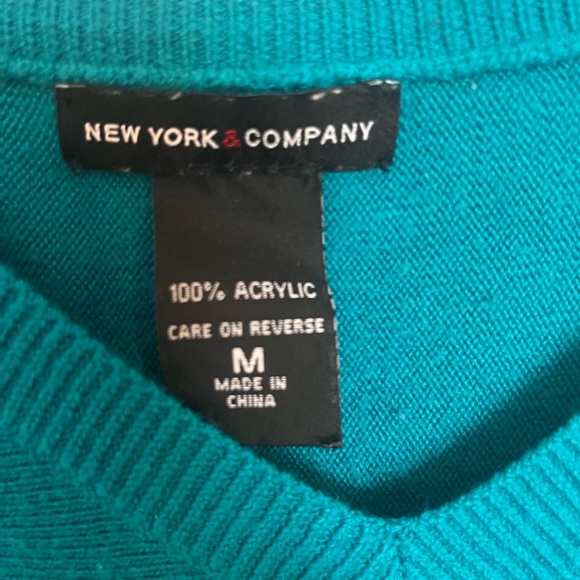 NEW YORK & COMPANY
100% ACRYLIC
CARE ON REVERSE
M
MADE IN
CHINA